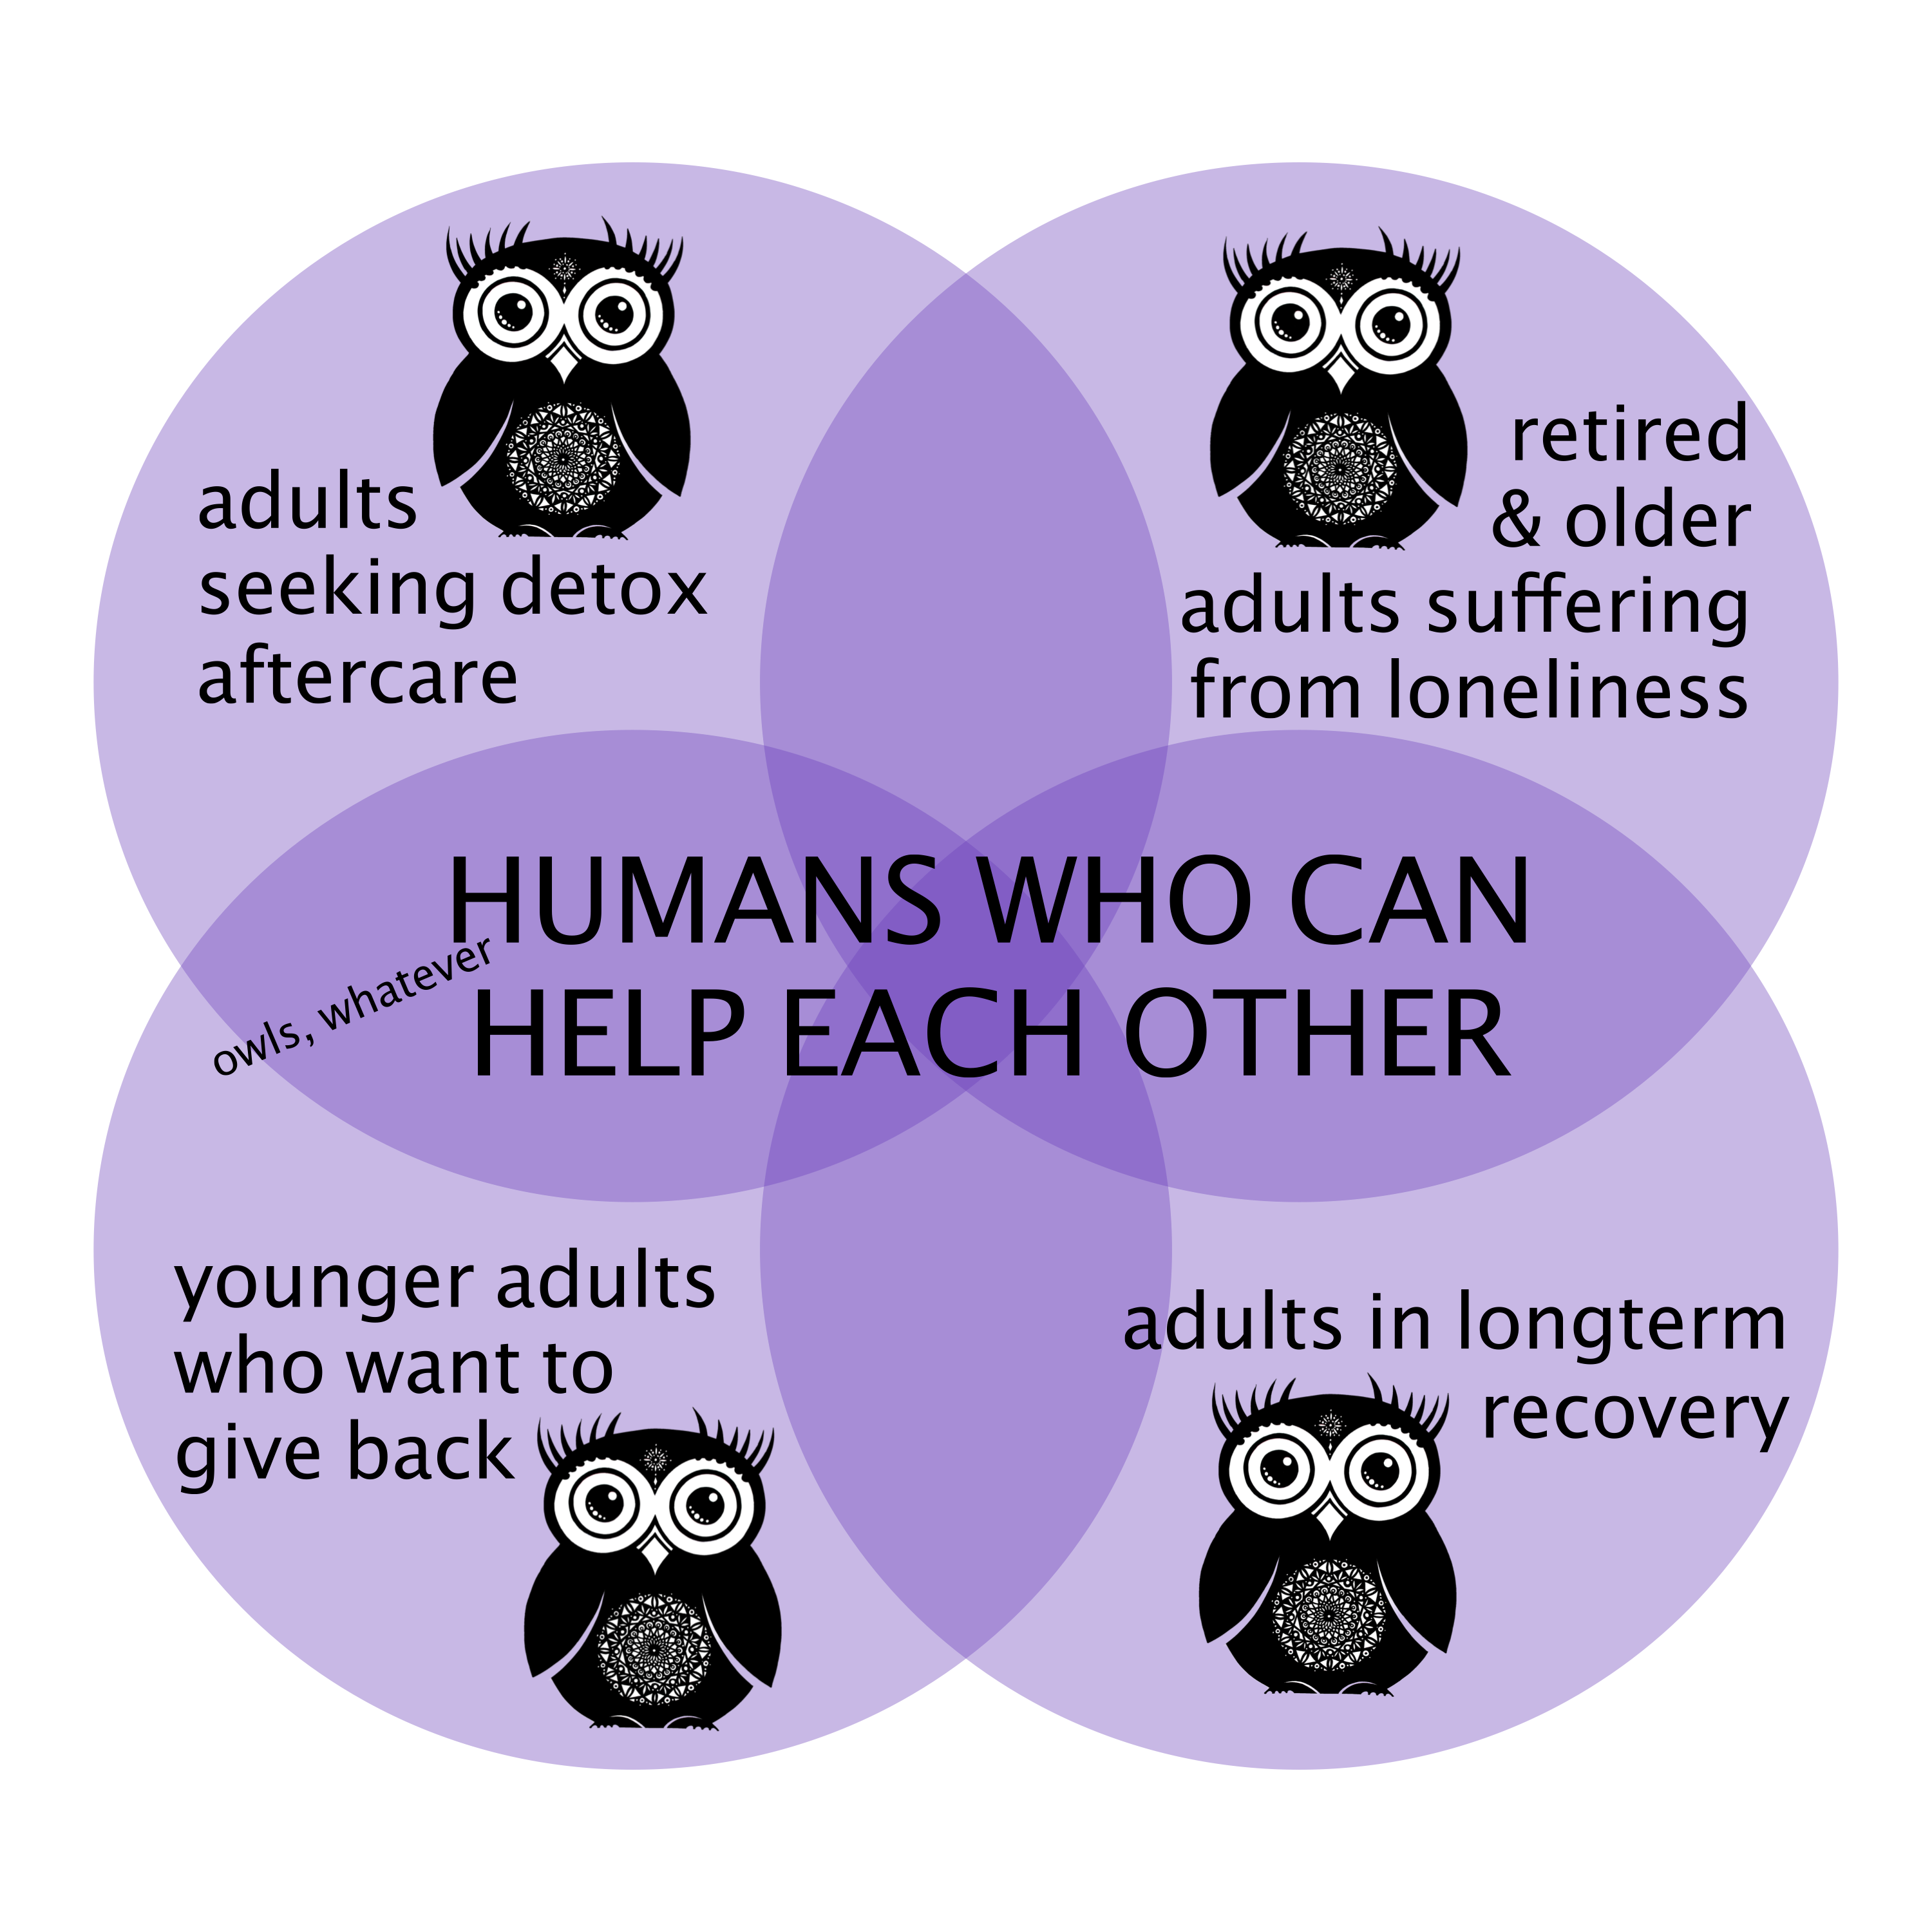 adults
seeking detox
aftercare
retired
& older
adults suffering
from loneliness
HUMANS WHO CAN
HELP EACH OTHER
owls, whatever
younger adults
who want to
give back
adults in longterm
recovery